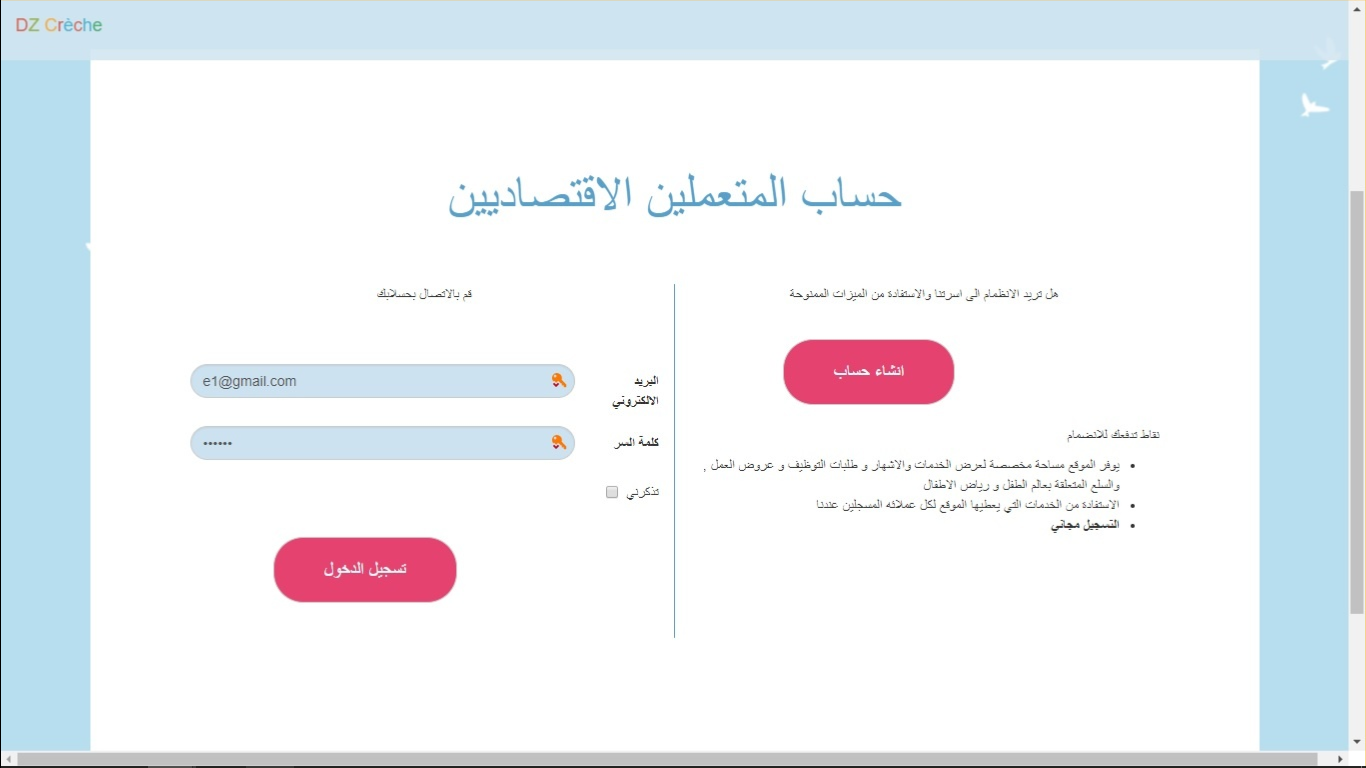 DZ Crèche
حساب المتعملين الاقتصاديين
هل تريد الانظمام الى اسرتنا والاستفادة من الميزات الممنوحة
انشاء حساب
نقاط تدفعك للانضمام
يوفر الموقع مساحة مخصصة لعرض الخدمات والاشهار و طلبات التوظيف و عروض العمل ,
والسلع المتعلقة بعالم الطفل و رياض الاطفال
الاستفادة من الخدمات التي يعطيها الموقع لكل عملائه المسجلين عندنا
التسجيل مجاني
قم بالاتصال بحسلابك
البريد
الالكتروني
e1@gmail.com
كلمة السر
••••••
تذكرني
تسجيل الدخول